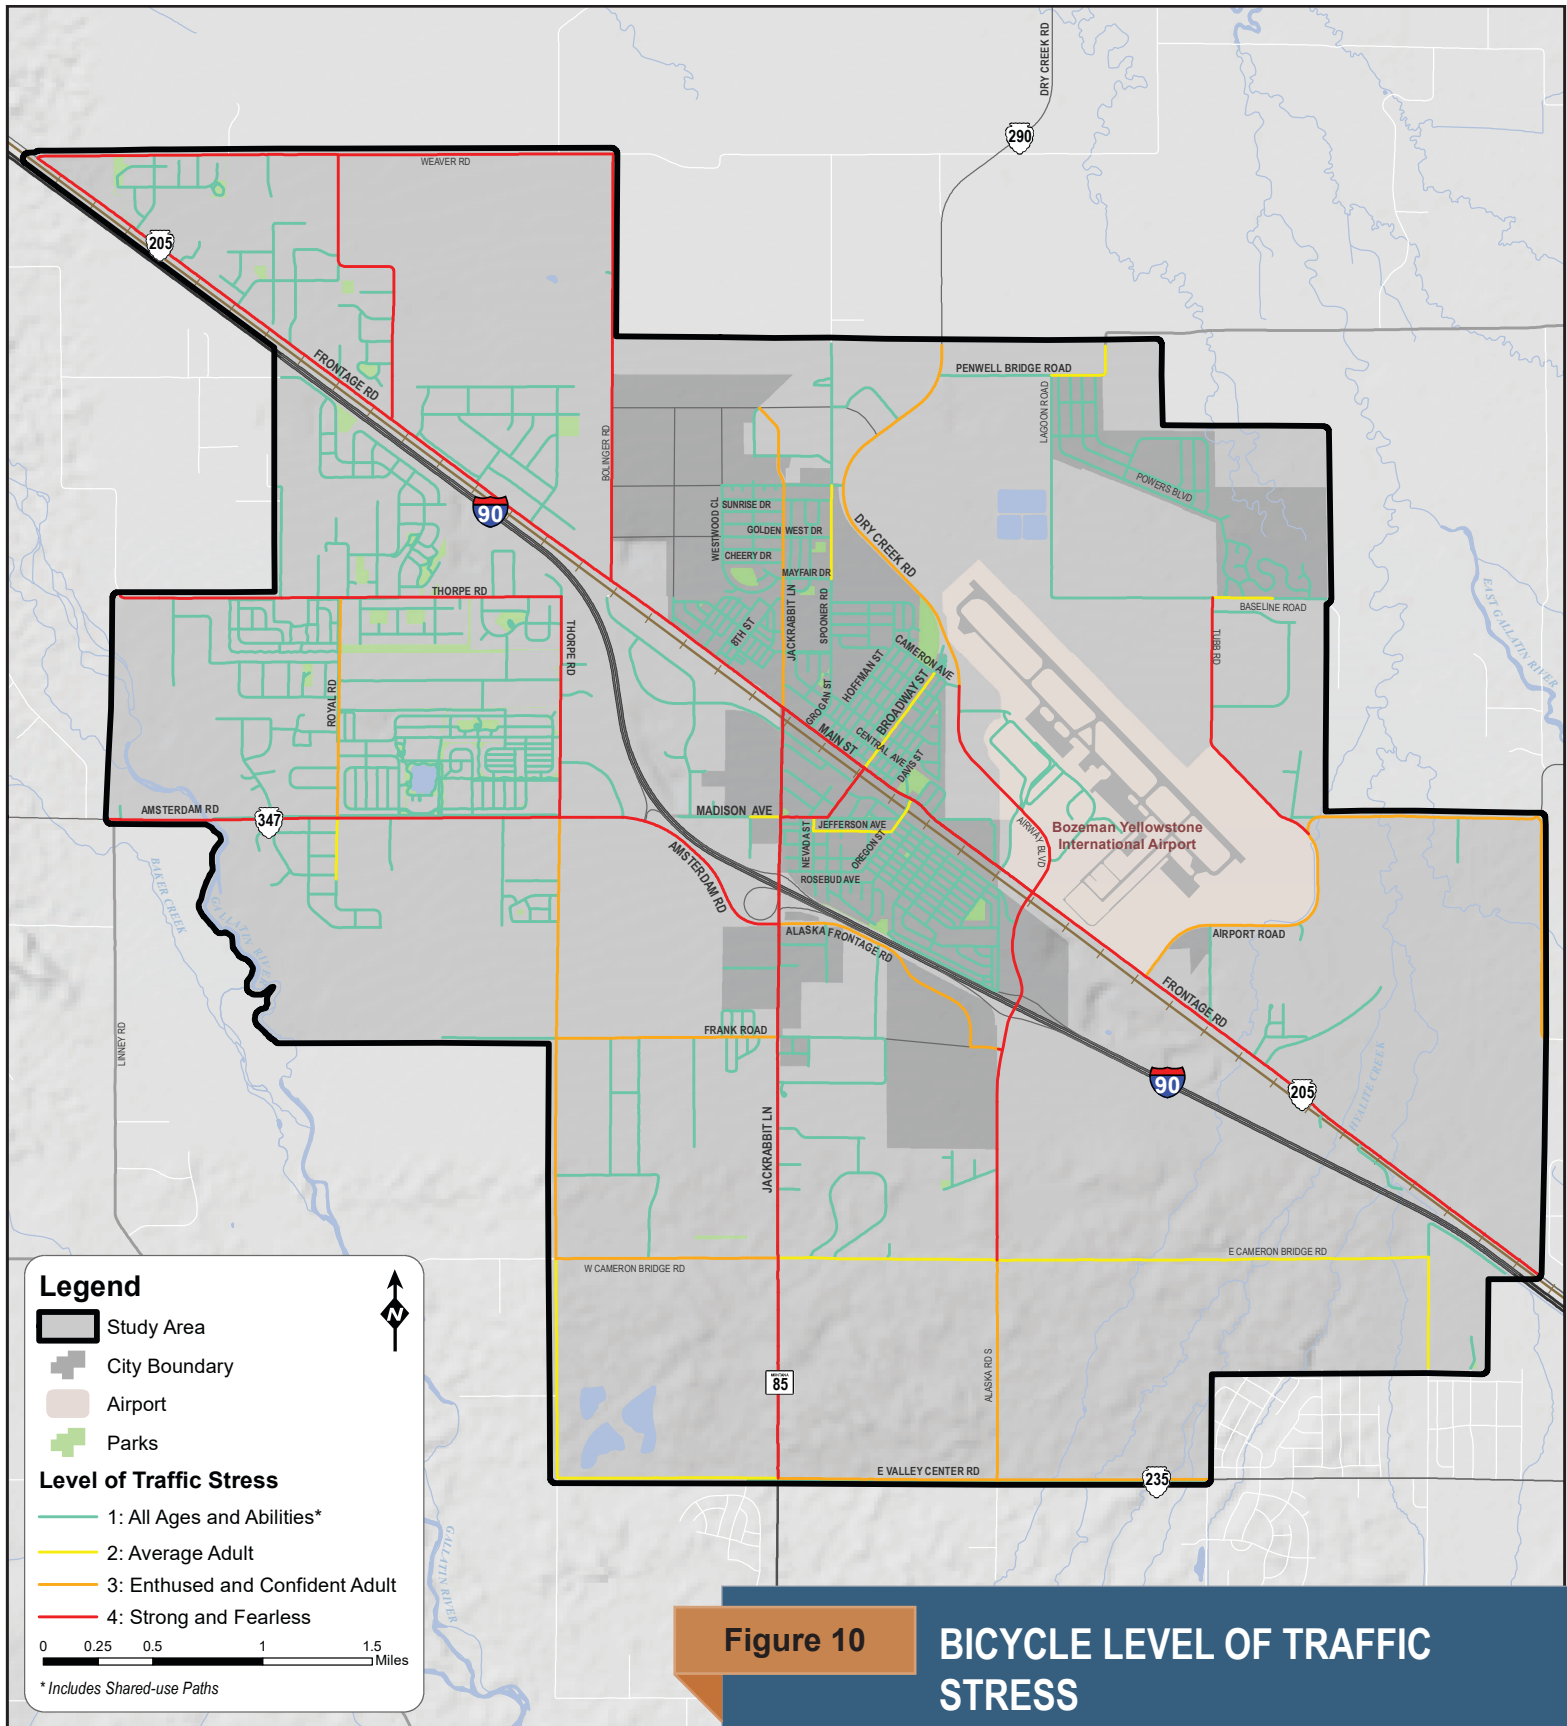 DRY CREEK RD
290
WEAVER RD
205
FRONTAGE RD
PENWELL BRIDGE ROAD
LAGOON ROAD
BOLINGER RD
POWERS BLVD
90
WESTWOOD CL
SUNRISE DR
GOLDEN WEST DR
DRY CREEK RD
CHEERY DR
MAYFAIR DR
THORPE RD
JACKRABBIT LN
SPOONER RD
BASELINE ROAD
EAST GALLATIN RIVER
8TH ST
THORPE RD
CAMERON AVE
TUBB RD
HOFFMAN ST
ROYAL RD
BROADWAY ST
GROGAN ST
MAIN ST
CENTRAL AVE
DAVIS ST
AMSTERDAM RD
347
MADISON AVE
JEFFERSON AVE
NEVADA ST
OREGON ST
AIRWAY BLVD
Bozeman Yellowstone
International Airport
AMSTERDAM RD
ROSEBUD AVE
BAKER CREEK
GALLATIN RIVER
ALASKA FRONTAGE RD
AIRPORT ROAD
FRONTAGE RD
LINNEY RD
FRANK ROAD
HYALITE CREEK
90
205
JACKRABBIT LN
W CAMERON BRIDGE RD
E CAMERON BRIDGE RD
ALASKA RD S
MONTANA
85
E VALLEY CENTER RD
235
GALLATIN RIVER
Legend
N
Study Area
City Boundary
Airport
Parks
Level of Traffic Stress
1: All Ages and Abilities*
2: Average Adult
3: Enthused and Confident Adult
4: Strong and Fearless
0 0.25 0.5 1 1.5
Miles
* Includes Shared-use Paths
Figure 10
BICYCLE LEVEL OF TRAFFIC
STRESS